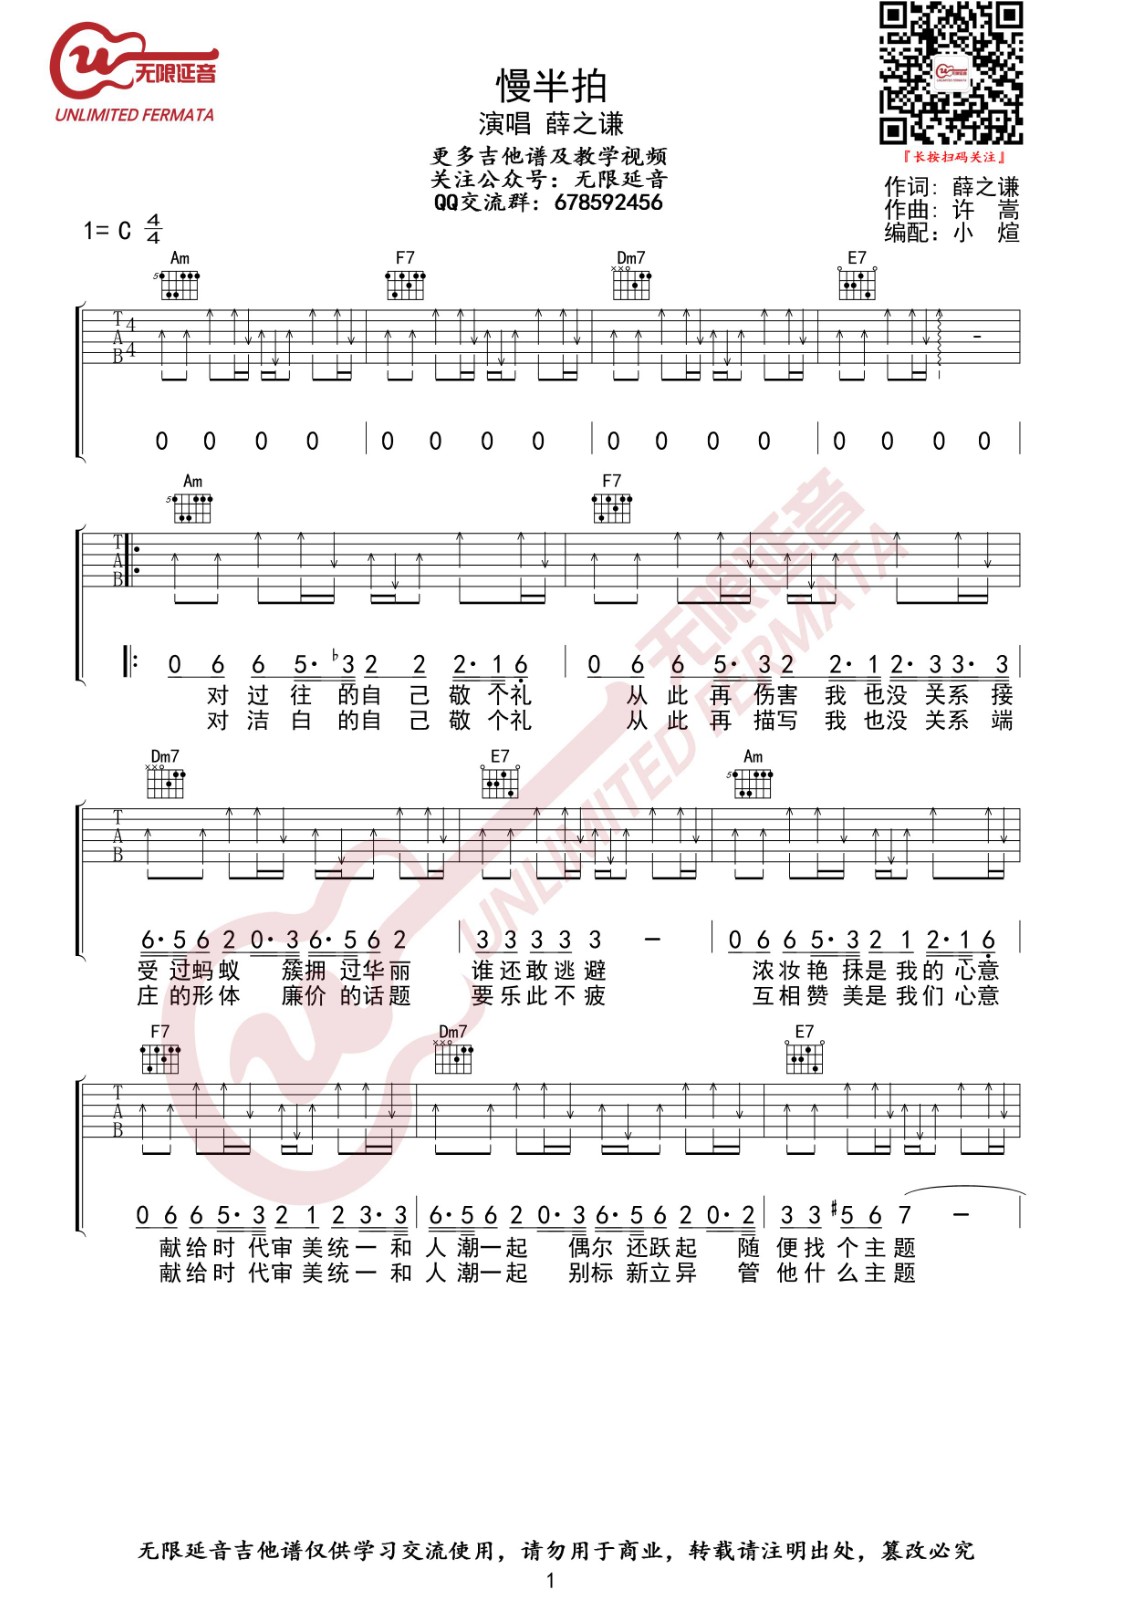 无限延音
UNLIMITED FERMATA
慢半拍
演唱 薛之谦
更多吉他谱及教学视频
关注公众号：无限延音
QQ交流群：678592456
『长按扫码关注』
作词: 薛之谦
作曲: 许 嵩
编配：小 煊
1= C 4/4
Am F7 Dm7 E7
T A B 4 4
0 0 0 0 | 0 0 0 0 | 0 0 0 0 | 0 0 0 0 |
Am F7
T A B
0 6 6 5· ♭3 2 2 2· 1 6 | 0 6 6 5· 3 2 2· 1 2· 3 3· 3
对 过 往 的自 己 敬 个礼 从 此 再 伤害 我 也没 关系 接
对 洁 白 的自 己 敬 个礼 从 此 再 描写 我 也没 关系 端
Dm7 E7 Am
T A B
6· 5 6 2 0· 3 6· 5 6 2 | 3 3 3 3 3 － | 0 6 6 5· 3 2 1 2· 1 6 |
受 过蚂蚁 簇拥 过华丽 谁还敢逃避 浓妆艳 抹是我的心意
庄 的形体 廉价 的话题 要乐此不疲 互相赞 美是我们心意
F7 Dm7 E7
T A B
0 6 6 5· 3 2 1 2 3· 3 | 6· 5 6 2 0· 3 6· 5 6 2 0· 2 | 3 3 #5 6 7 － |
献给时 代审美统一 和 人潮一起 偶尔 还跃起 随 便找 个主题
献给时 代审美统一 和 人潮一起 别标 新立异 管 他什 么主题
无限延音
UNLIMITED FERMATA
无限延音吉他谱仅供学习交流使用，请勿用于商业，转载请注明出处，篡改必究
1